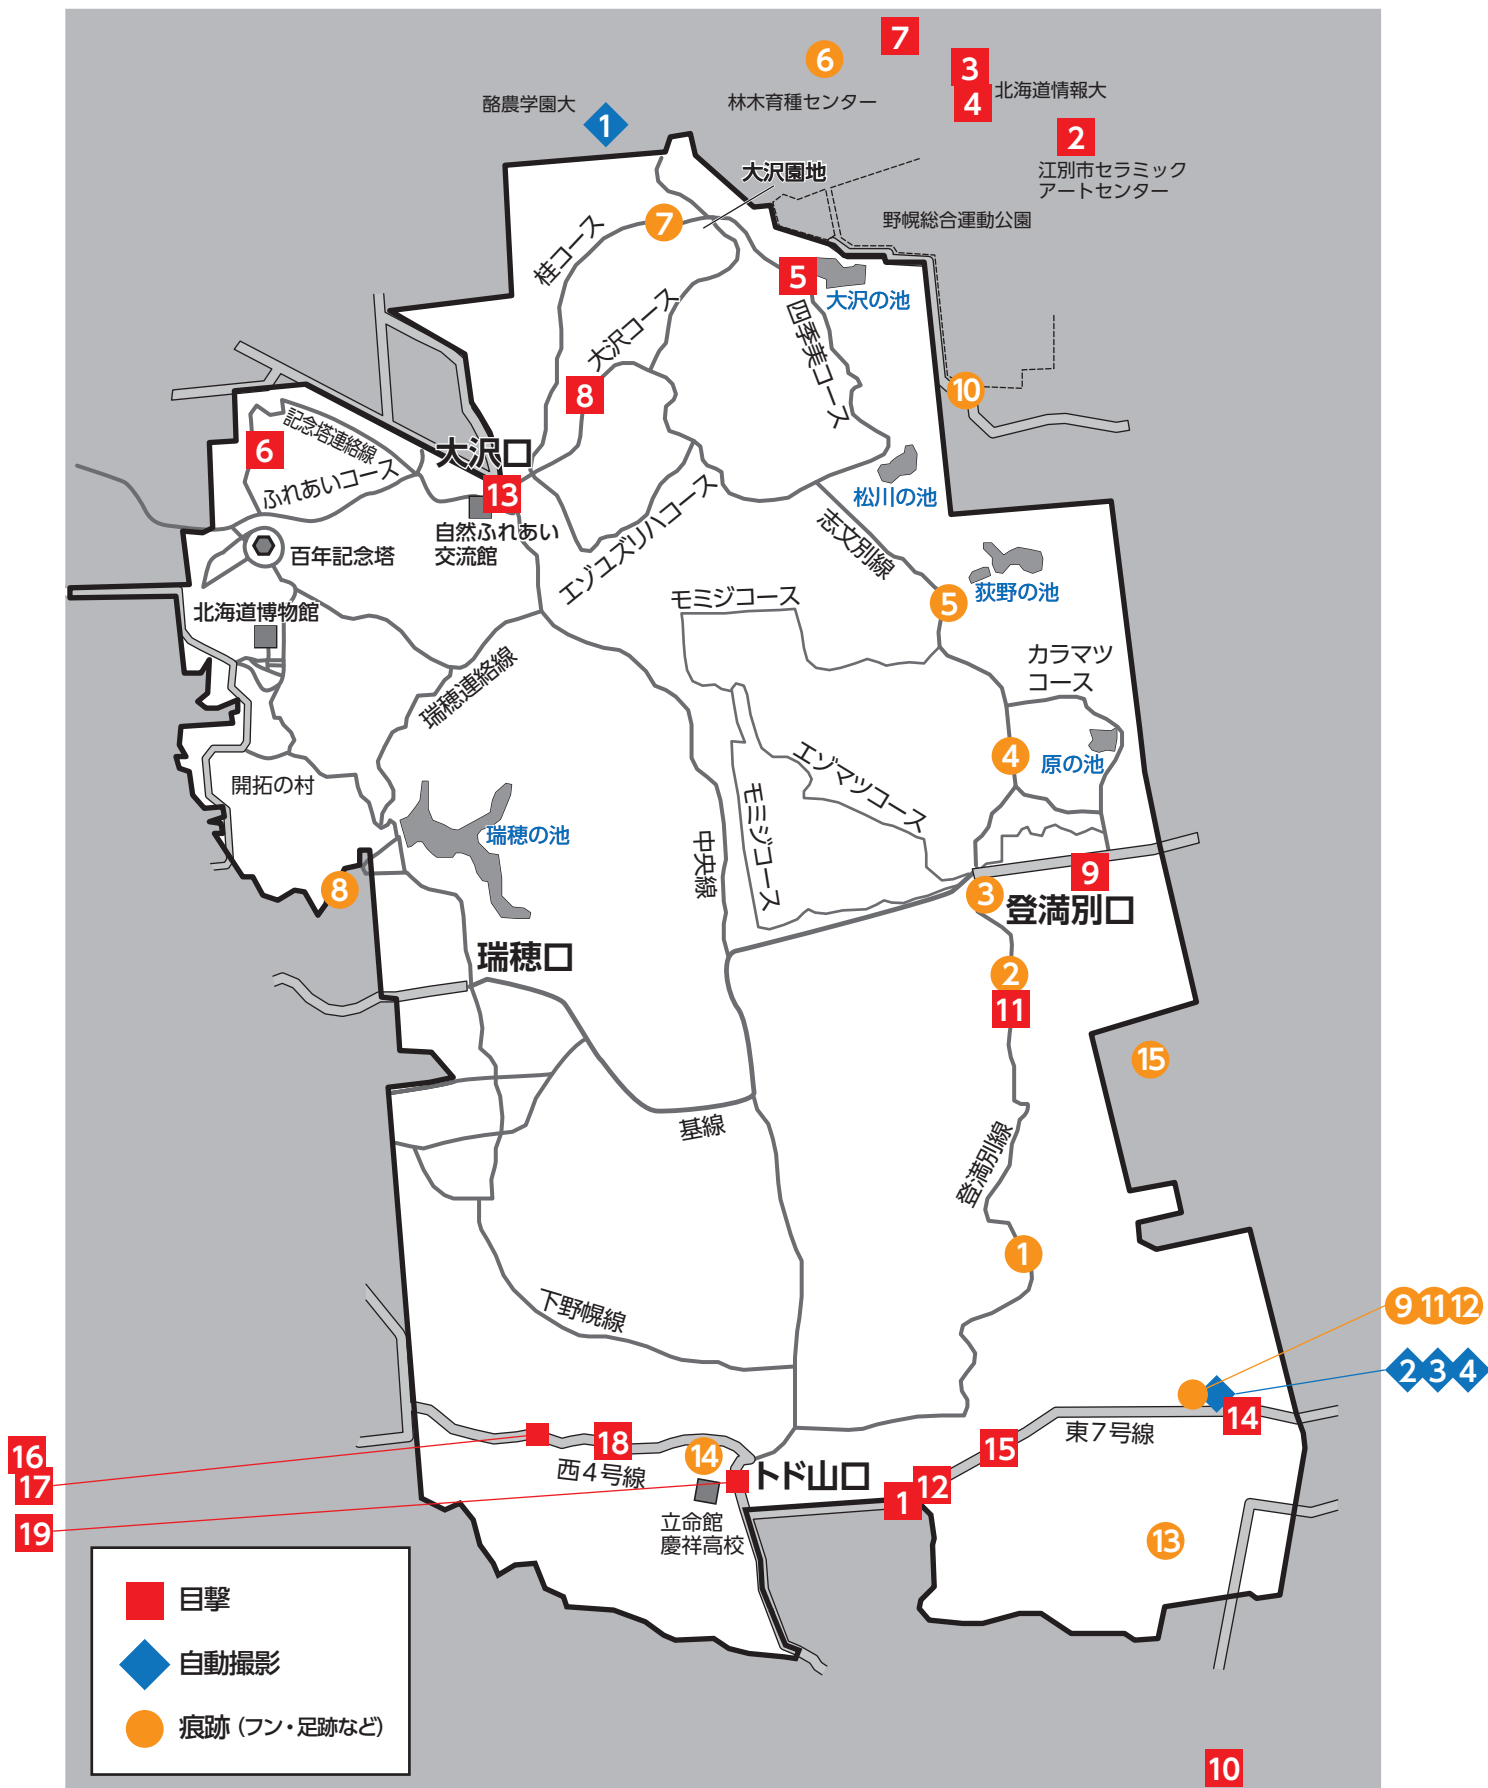 7
6
3
北海道情報大
4
林木育種センター
酪農学園大
1
2
江別市セラミック
アートセンター
大沢園地
野幌総合運動公園
7
桂コース
5
大沢の池
大沢コース
四季美コース
8
10
記念塔連絡線
6
大沢口
ふれあいコース
13
松川の池
自然ふれあい
交流館
エゾユズリハコース
志文別線
百年記念塔
荻野の池
5
モミジコース
北海道博物館
カラマツ
コース
瑞穂連絡線
4
原の池
エゾマツコース
開拓の村
モミジコース
瑞穂の池
中央線
9
8
3
登満別口
瑞穂口
2
11
15
基線
登満別線
1
下野幌線
9
11
12
2
3
4
14
東7号線
18
15
16
14
西4号線
トド山口
17
12
1
19
立命館
慶祥高校
13
目撃
自動撮影
痕跡(フン・足跡など)
10